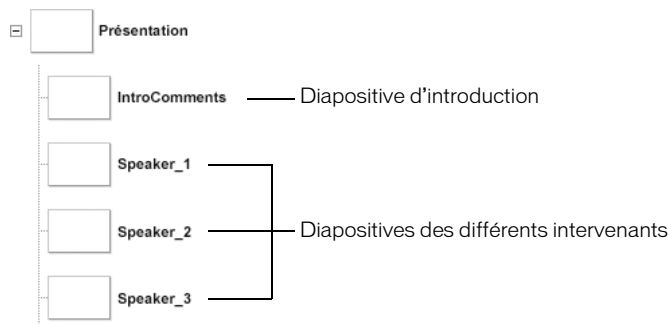 Présentation
IntroComments
Diapositive d'introduction
Speaker_1
Speaker_2
Diapositives des différents intervenants
Speaker_3